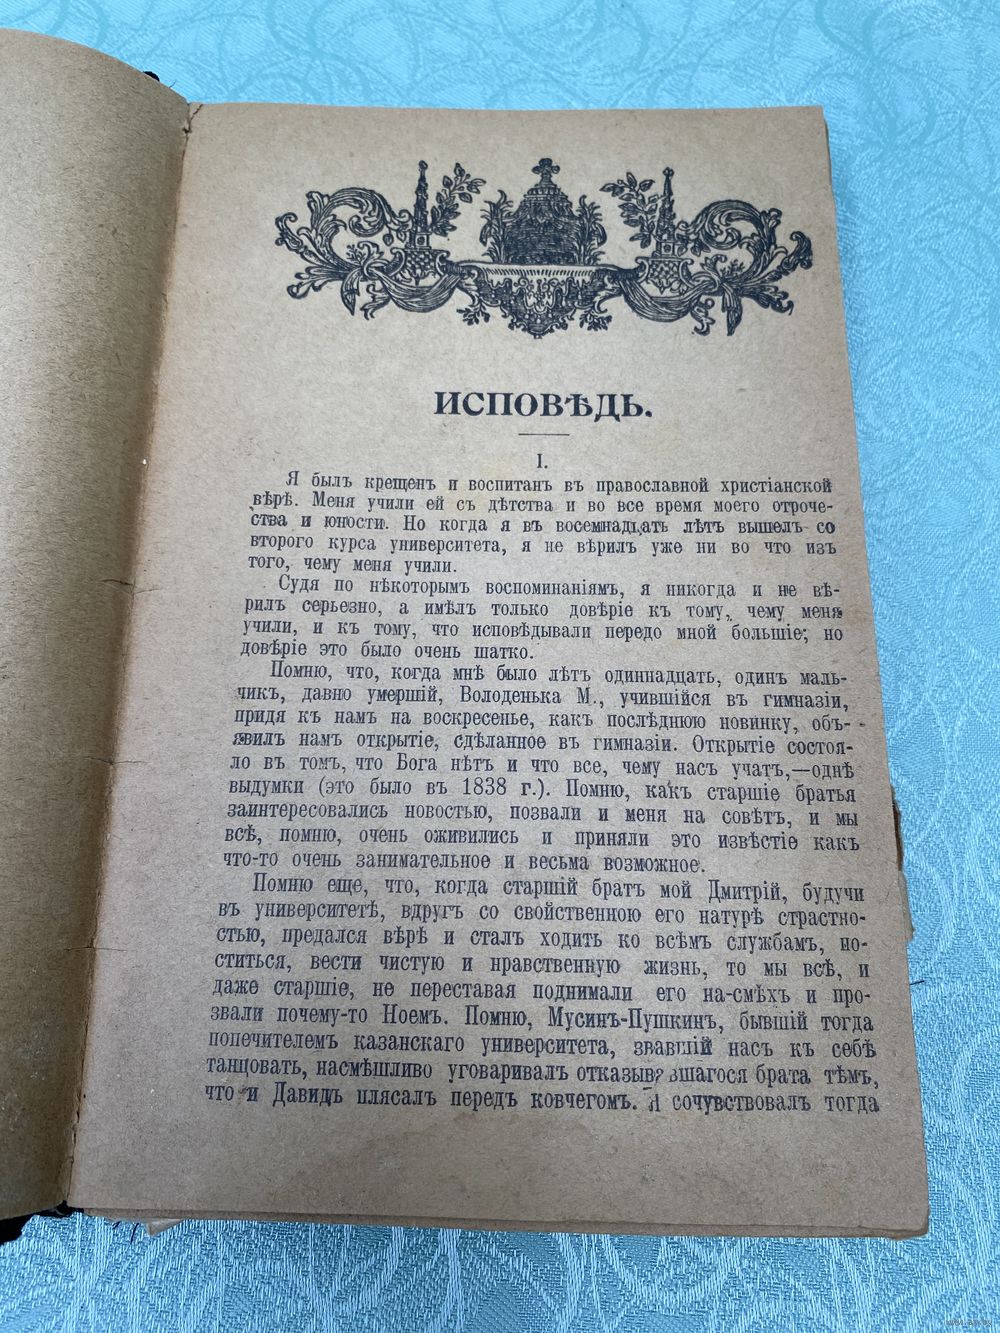 ИСПОВѢДЬ.
I.
Я былъ крещенъ и воспитанъ въ православной христіанской
вѣрѣ. Меня учили ей съ дѣтства и во все время моего отроче-
ства и юности. Но когда я въ восемнадцать лѣтъ вышелъ со
второго курса университета, я не вѣрилъ уже ни во что изъ
того, чему меня учили.
Судя по нѣкоторымъ воспоминаніямъ, я никогда и не вѣ-
рилъ серьезно, а имѣлъ только довѣріе къ тому, чему меня
учили, и къ тому, что исповѣдывали передо мной большіе; но
довѣріе это было очень шатко.
Помню, что, когда мнѣ было лѣтъ одиннадцать, одинъ маль-
чикъ, давно умершій, Володенька М., учившійся въ гимназіи,
придя къ намъ на воскресенье, какъ послѣднюю новинку, объ-
явилъ намъ открытіе, сдѣланное въ гимназіи. Открытіе состоя-
ло въ томъ, что Бога нѣтъ и что все, чему насъ учатъ,—однѣ
выдумки (это было въ 1838 г.). Помню, какъ старшіе братья
заинтересовались новостью, позвали и меня на совѣтъ, и мы
всѣ, помню, очень оживились и приняли это извѣстіе какъ
что-то очень занимательное и весьма возможное.
Помню еще, что, когда старшій братъ мой Дмитрій, будучи
въ университетѣ, вдругъ со свойственною его натурѣ страстно-
стью, предался вѣрѣ и сталъ ходить ко всѣмъ службамъ, по-
ститься, вести чистую и нравственную жизнь, то мы всѣ, и
даже старшіе, не переставая поднимали его на-смѣхъ и про-
звали почему-то Ноемъ. Помню, Мусинъ-Пушкинъ, бывшій тогда
попечителемъ казанскаго университета, звавшій насъ къ себѣ
танцовать, насмѣшливо уговаривалъ отказывавшагося брата тѣмъ,
что и Давидъ плясалъ передъ ковчегомъ. Я сочувствовалъ тогда